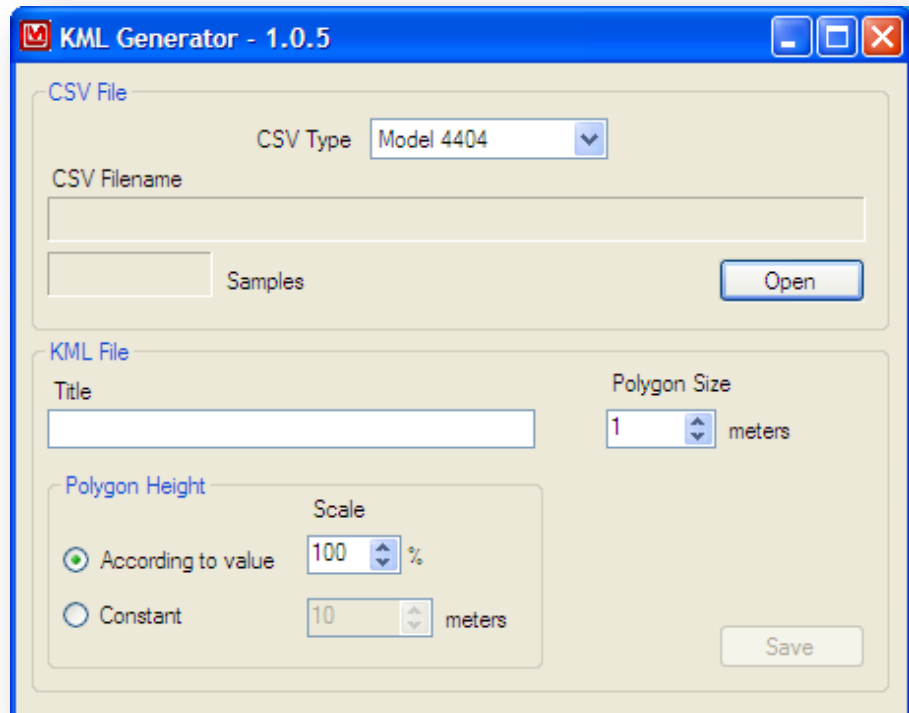 KML Generator - 1.0.5
CSV File
CSV Type Model 4404
CSV Filename
Samples Open
KML File
Title Polygon Size
1 meters
Polygon Height
Scale
According to value 100 %
Constant 10 meters
Save